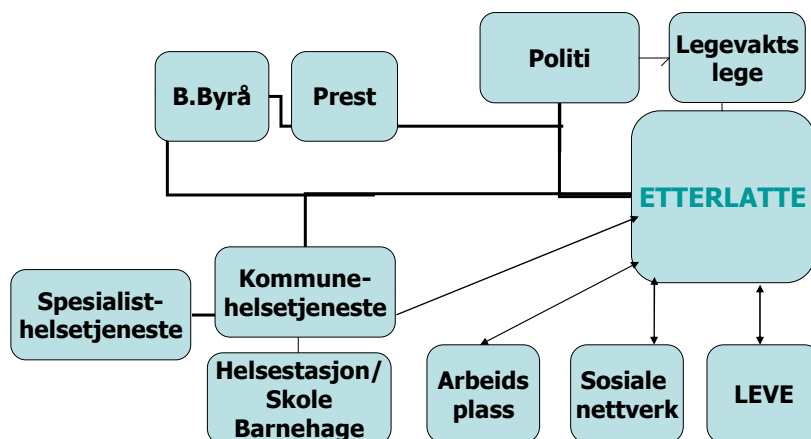 Politi
Legevakts
lege
B.Byrå
Prest
ETTERLATTE
Kommune-
helsetjeneste
Spesialist-
helsetjeneste
Helsestasjon/
Skole
Barnehage
Arbeids
plass
Sosiale
nettverk
LEVE